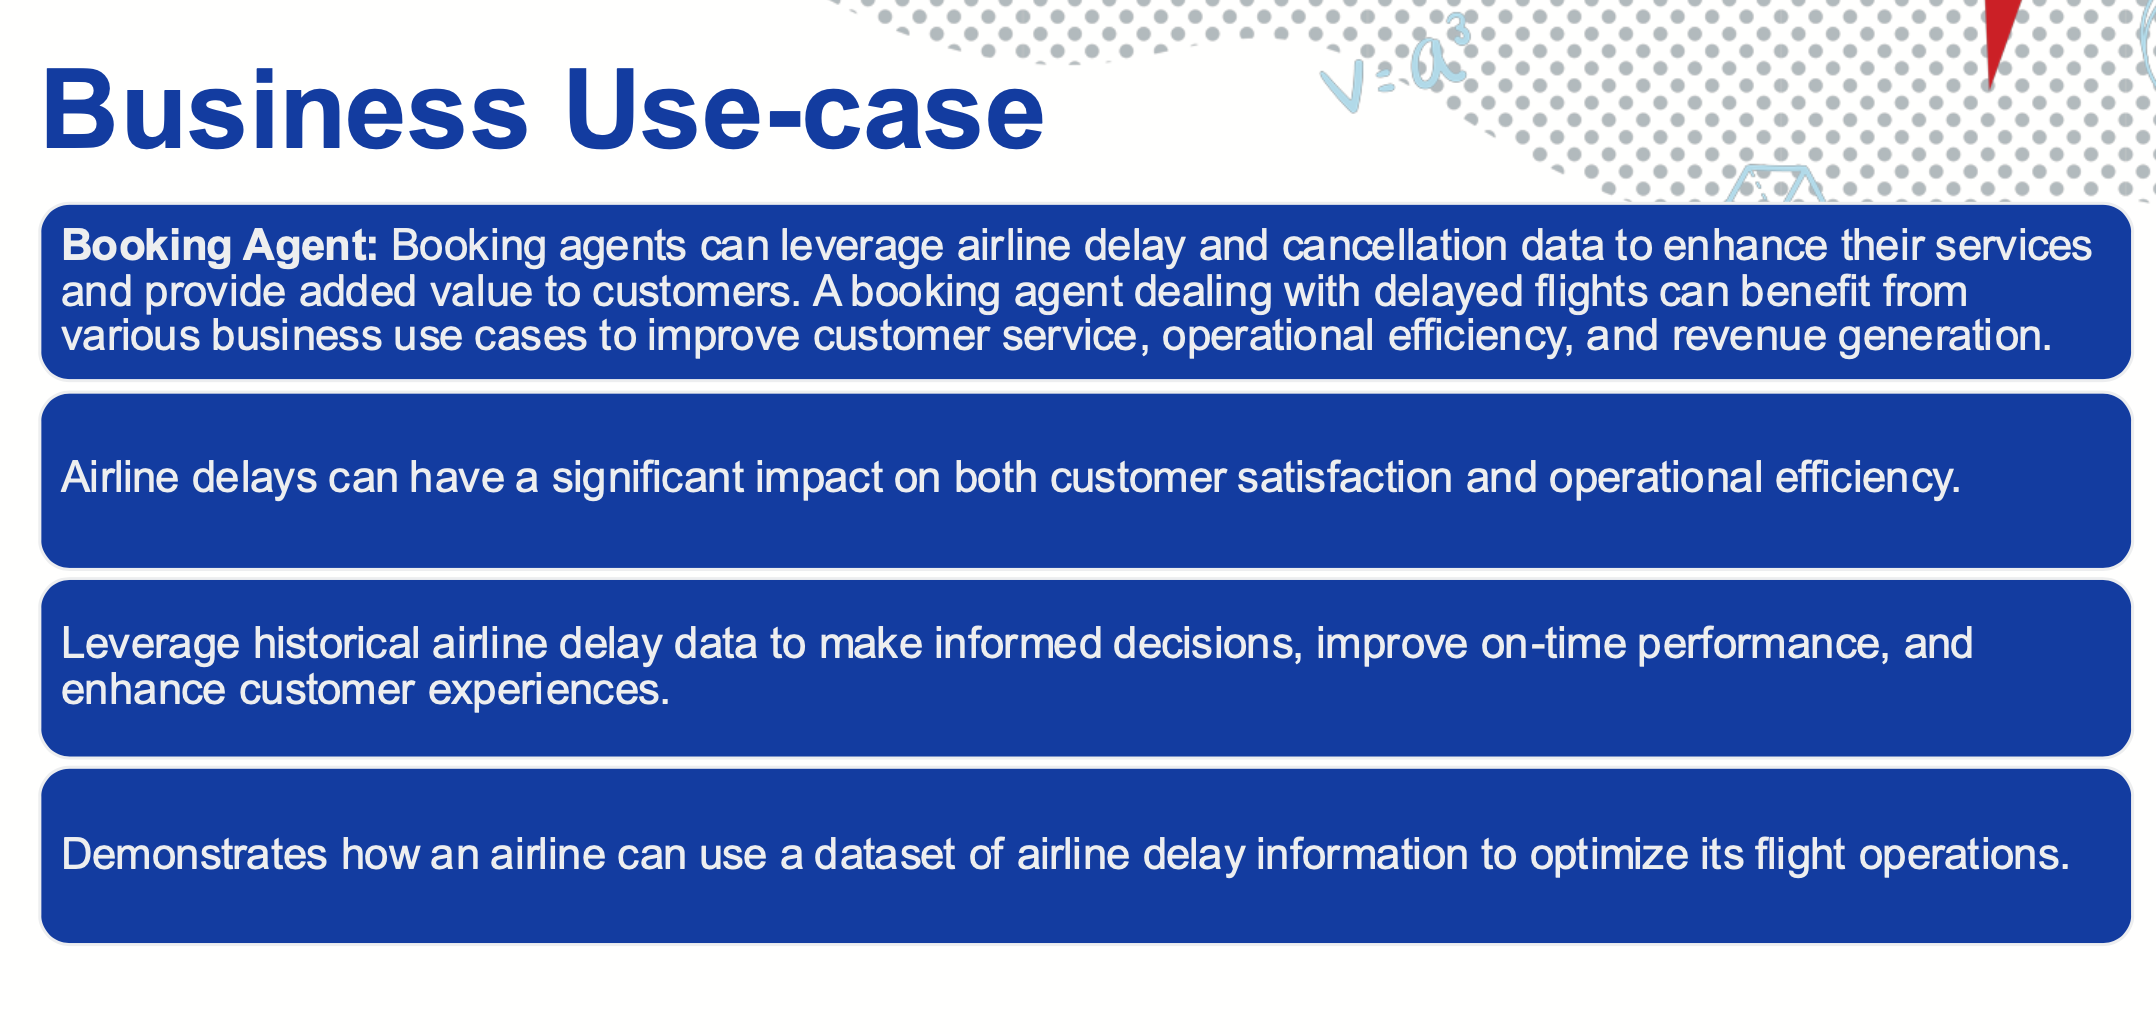 v=a³
Business Use-case
Booking Agent: Booking agents can leverage airline delay and cancellation data to enhance their services
and provide added value to customers. A booking agent dealing with delayed flights can benefit from
various business use cases to improve customer service, operational efficiency, and revenue generation.
Airline delays can have a significant impact on both customer satisfaction and operational efficiency.
Leverage historical airline delay data to make informed decisions, improve on-time performance, and
enhance customer experiences.
Demonstrates how an airline can use a dataset of airline delay information to optimize its flight operations.